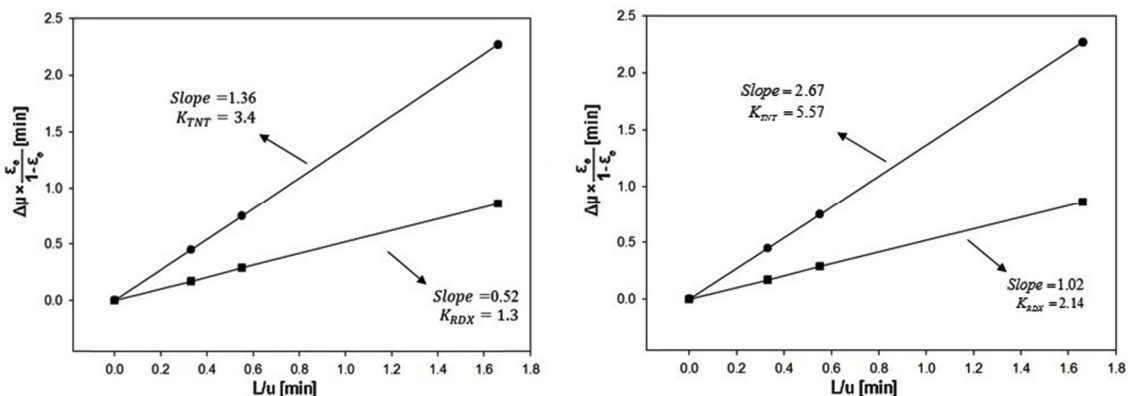 2.5
2.0
1.5
1.0
0.5
0.0
Δμ × εe/1-εe [min]
Slope =1.36
K_TNT = 3.4
Slope =0.52
K_RDX = 1.3
0.0 0.2 0.4 0.6 0.8 1.0 1.2 1.4 1.6 1.8
L/u [min]
2.5
2.0
1.5
1.0
0.5
0.0
Δμ × εe/1-εe [min]
Slope=2.67
K_TNT = 5.57
Slope=1.02
K_RDX =2.14
0.0 0.2 0.4 0.6 0.8 1.0 1.2 1.4 1.6 1.8
L/u [min]